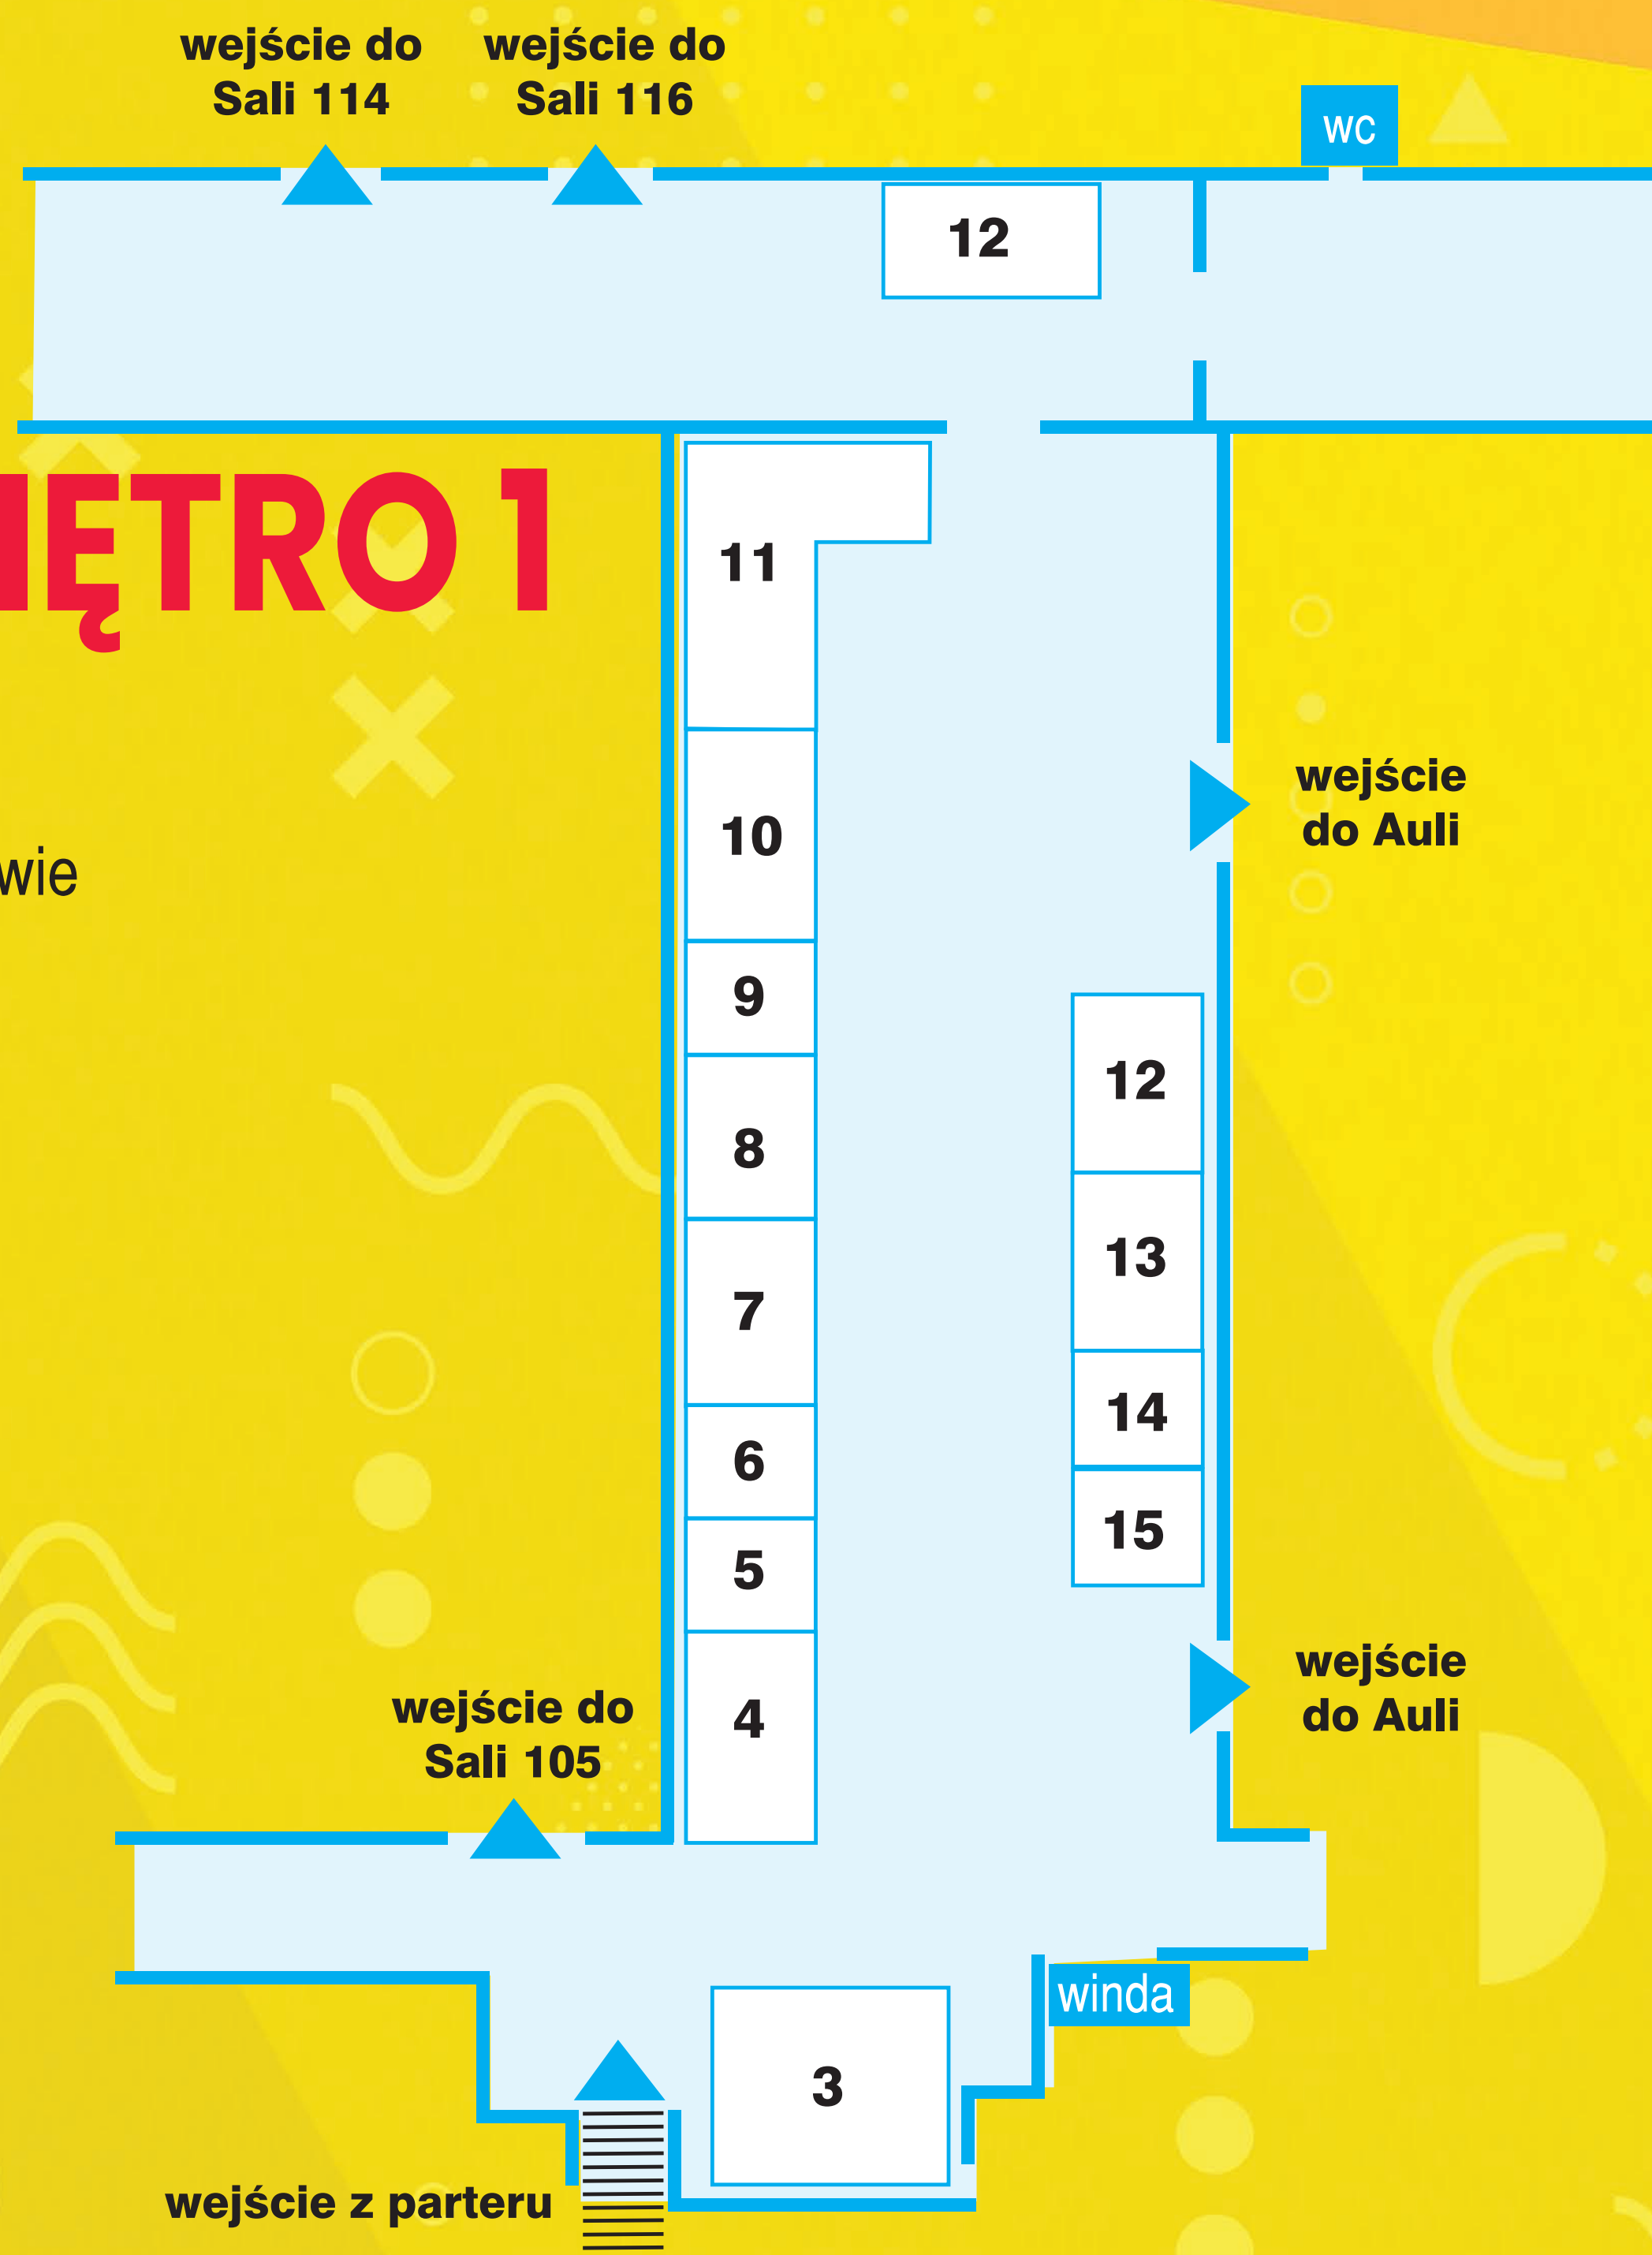 wejście do
Sali 114
wejście do
Sali 116
wc
12
11
IĘTRO 1
10
wejście
do Auli
wie
9
12
8
13
7
14
6
15
5
4
wejście
do Auli
wejście do
Sali 105
winda
3
wejście z parteru